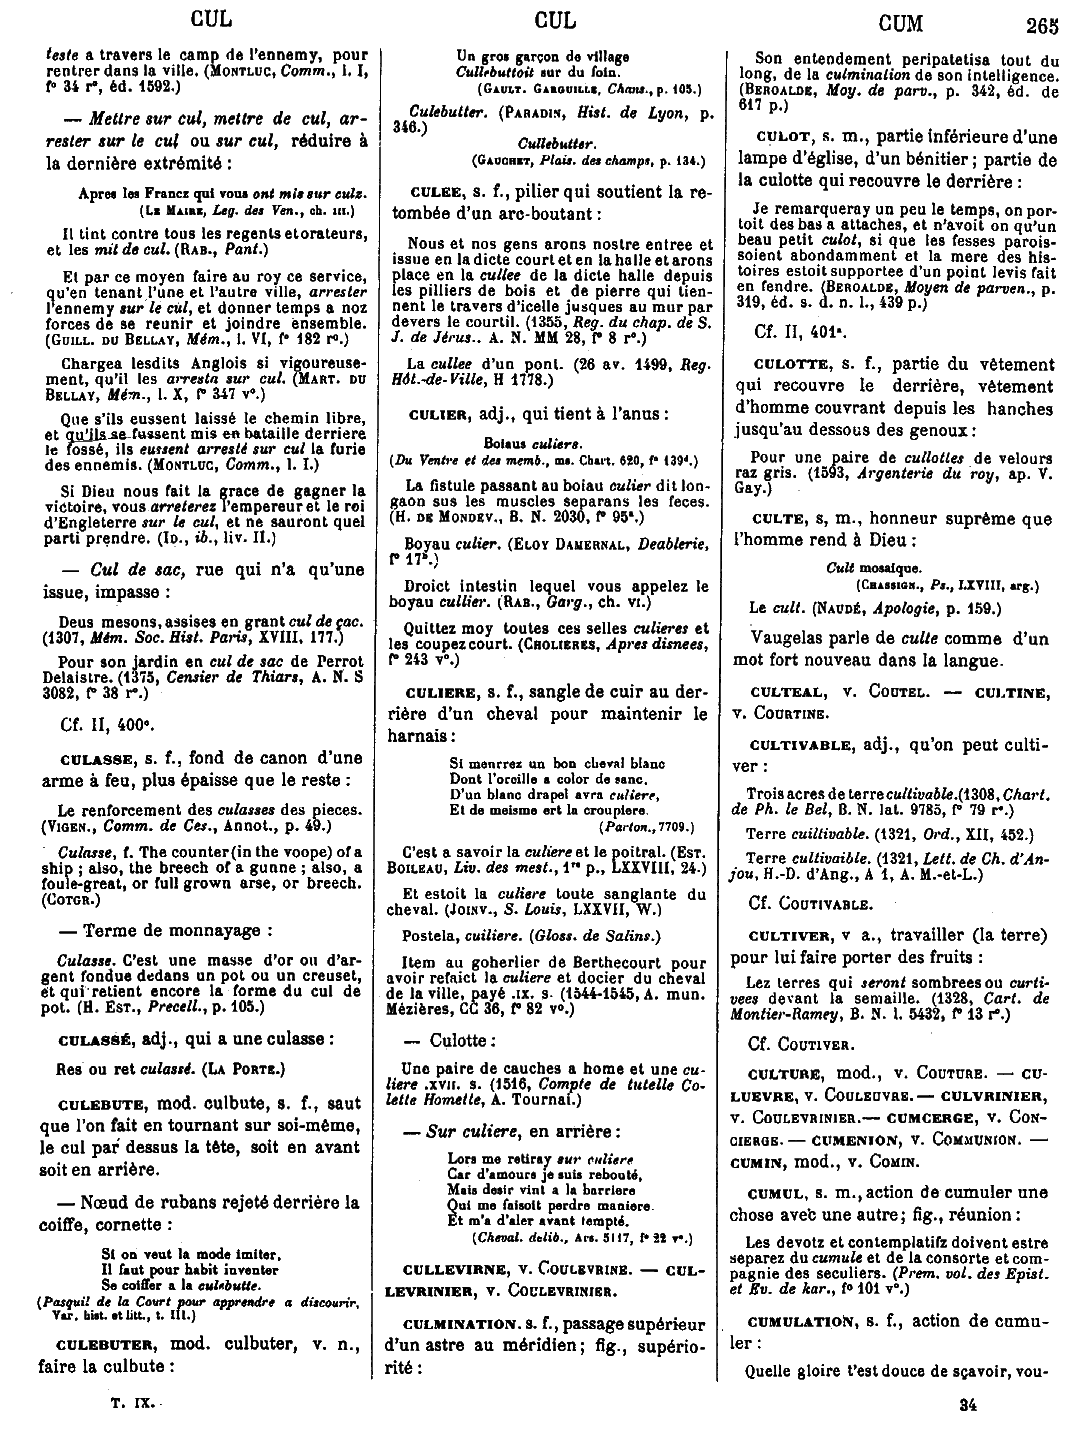 CUL
CUL
CUM
265
teste a travers le camp de l'ennemy, pour
rentrer dans la ville. (MONTLUC, Comm., l. I,
f° 34 r°, éd. 1592.)
— Mettre sur cul, mettre de cul, ar-
rester sur le cul ou sur cul, réduire à
la dernière extrémité :
Apres les Francz qui vous ont mis sur culz.
(LE MAIRE, Leg. des Ven., ch. III.)
Il tint contre tous les regents et orateurs,
et les mit de cul. (RAB., Pant.)
Et par ce moyen faire au roy ce service,
qu'en tenant l'une et l'autre ville, arrester
l'ennemy sur le cul, et donner temps a noz
forces de se reunir et joindre ensemble.
(GUILL. DU BELLAY, Mém., l. VI, f° 182 r°.)
Chargea lesdits Anglois si vigoureuse-
ment, qu'il les arresta sur cul. (MART. DU
BELLAY, Mém., l. X, f° 347 v°.)
Que s'ils eussent laissé le chemin libre,
et qu'ils se fussent mis en bataille derriere
le fossé, ils eussent arresté sur cul la furie
des ennemis. (MONTLUC, Comm., l. I.)
Si Dieu nous fait la grace de gagner la
victoire, vous arreterez l'empereur et le roi
d'Engleterre sur le cul, et ne sauront quel
parti prendre. (ID., ib., liv. II.)
— Cul de sac, rue qui n'a qu'une
issue, impasse :
Deus mesons, assises en grant cul de çac.
(1307, Mém. Soc. Hist. Paris, XVIII, 177.)
Pour son jardin en cul de sac de Perrot
Delaistre. (1375, Censier de Thiars, A. N. S
3082, f° 38 r°.)
Cf. II, 400ᶜ.
CULASSE, s. f., fond de canon d'une
arme à feu, plus épaisse que le reste :
Le renforcement des culasses des pieces.
(VIGEN., Comm. de Ces., Annot., p. 49.)
Culasse, f. The counter (in the voope) of a
ship ; also, the breech of a gunne ; also, a
foule-great, or full grown arse, or breech.
(COTGR.)
— Terme de monnayage :
Culasse. C'est une masse d'or ou d'ar-
gent fondue dedans un pot ou un creuset,
et qui retient encore la forme du cul de
pot. (H. EST., Precell., p. 105.)
CULASSÉ, adj., qui a une culasse :
Res ou ret culassé. (LA PORTE.)
CULEBUTE, mod. culbute, s. f., saut
que l'on fait en tournant sur soi-même,
le cul par dessus la tête, soit en avant
soit en arrière.
— Nœud de rubans rejeté derrière la
coiffe, cornette :
Si on veut la mode imiter,
Il faut pour habit inventer
Se coiffer a la culebutte.
(Pasquil de la Court pour apprendre a discourir,
Var. hist. et litt., t. III.)
CULEBUTER, mod. culbuter, v. n.,
faire la culbute :
T. IX.
Un gros garçon de village
Cullebuttoit sur du foin.
(GAULT. GARGUILLE, Chans., p. 105.)
Culebutter. (PARADIN, Hist. de Lyon, p.
346.)
Cullebutter.
(GAUCHET, Plais. des champs, p. 134.)
CULEE, s. f., pilier qui soutient la re-
tombée d'un arc-boutant :
Nous et nos gens arons nostre entree et
issue en la dicte court et en la halle et arons
place en la cullee de la dicte halle depuis
les pilliers de bois et de pierre qui tien-
nent le travers d'icelle jusques au mur par
devers le courtil. (1355, Reg. du chap. de S.
J. de Jérus.. A. N. MM 28, f° 8 r°.)
La cullee d'un pont. (26 av. 1499, Reg.
Hôt.-de-Ville, H 1778.)
CULIER, adj., qui tient à l'anus :
Boiaus culiers.
(Du Ventre et des memb., ms. Chart. 620, f° 139ᵈ.)
La fistule passant au boiau culier dit lon-
gaon sus les muscles separans les feces.
(H. DE MONDEV., B. N. 2030, f° 95ᵃ.)
Boyau culier. (ELOY DAMERNAL, Deablerie,
f° 17ᵇ.)
Droict intestin lequel vous appelez le
boyau cullier. (RAB., Garg., ch. VI.)
Quittez moy toutes ces selles culieres et
les coupez court. (CHOLIERES, Apres disnees,
f° 243 v°.)
CULIERE, s. f., sangle de cuir au der-
rière d'un cheval pour maintenir le
harnais :
Si menrrez un bon cheval blanc
Dont l'oroille a color de sanc.
D'un blanc drapel avra culiere,
Et de meisme ert la croupiere.
(Parton., 7709.)
C'est a savoir la culiere et le poitral. (EST.
BOILEAU, Liv. des mest., 1ʳᵉ p., LXXVIII, 24.)
Et estoit la culiere toute sanglante du
cheval. (JOINV., S. Louis, LXXVII, W.)
Postela, cuiliere. (Gloss. de Salins.)
Item au goherlier de Berthecourt pour
avoir refaict la culiere et docier du cheval
de la ville, payé .IX. s. (1544-1545, A. mun.
Mézières, CC 36, f° 82 v°.)
— Culotte :
Une paire de cauches a home et une cu-
liere .XVII. s. (1516, Compte de tutelle Co-
lette Homette, A. Tournai.)
— Sur culiere, en arrière :
Lors me retiray sur culiere
Car d'amours je suis rebouté,
Mais desir vint a la barriere
Qui me faisoit perdre maniere.
Et m'a d'aler avant tempté.
(Cheval. delib., Ars. 5117, f° 22 v°.)
CULLEVIRNE, v. COULEVRINE. — CUL-
LEVRINIER, v. COULEVRINIER.
CULMINATION. s. f., passage supérieur
d'un astre au méridien ; fig., supério-
rité :
Son entendement peripatetisa tout du
long, de la culmination de son intelligence.
(BEROALDE, Moy. de parv., p. 342, éd. de
617 p.)
CULOT, s. m., partie inférieure d'une
lampe d'église, d'un bénitier ; partie de
la culotte qui recouvre le derrière :
Je remarqueray un peu le temps, on por-
toit des bas a attaches, et n'avoit on qu'un
beau petit culot, si que les fesses parois-
soient abondamment et la mere des his-
toires estoit supportee d'un point levis fait
en fendre. (BEROALDE, Moyen de parven., p.
319, éd. s. d. n. l., 439 p.)
Cf. II, 401ᵃ.
CULOTTE, s. f., partie du vêtement
qui recouvre le derrière, vêtement
d'homme couvrant depuis les hanches
jusqu'au dessous des genoux :
Pour une paire de cullottes de velours
raz gris. (1593, Argenterie du roy, ap. V.
Gay.)
CULTE, s, m., honneur suprême que
l'homme rend à Dieu :
Cult mosaique.
(CHASSIGN., Ps., LXVIII, arg.)
Le cult. (NAUDÉ, Apologie, p. 159.)
Vaugelas parle de culte comme d'un
mot fort nouveau dans la langue.
CULTEAL, v. COUTEL. — CULTINE,
v. COURTINE.
CULTIVABLE, adj., qu'on peut culti-
ver :
Trois acres de terre cultivable. (1308, Chart.
de Ph. le Bel, B. N. lat. 9785, f° 79 r°.)
Terre cuiltivable. (1321, Ord., XII, 452.)
Terre cultivaible. (1321, Lett. de Ch. d'An-
jou, H.-D. d'Ang., A 1, A. M.-et-L.)
Cf. COUTIVABLE.
CULTIVER, v a., travailler (la terre)
pour lui faire porter des fruits :
Lez terres qui seront sombrees ou curti-
vees devant la semaille. (1328, Cart. de
Montier-Ramey, B. N. l. 5432, f° 13 r°.)
Cf. COUTIVER.
CULTURE, mod., v. COUTURE. — CU-
LUEVRE, v. COULEUVRE. — CULVRINIER,
v. COULEVRINIER. — CUMCERGE, v. CON-
CIERGE. — CUMENION, v. COMMUNION. —
CUMIN, mod., v. COMIN.
CUMUL, s. m., action de cumuler une
chose avec une autre ; fig., réunion :
Les devotz et contemplatifz doivent estre
separez du cumule et de la consorte et com-
pagnie des seculiers. (Prem. vol. des Epist.
et Ev. de kar., f° 101 v°.)
CUMULATION, s. f., action de cumu-
ler :
Quelle gloire t'est douce de sçavoir, vou-
34